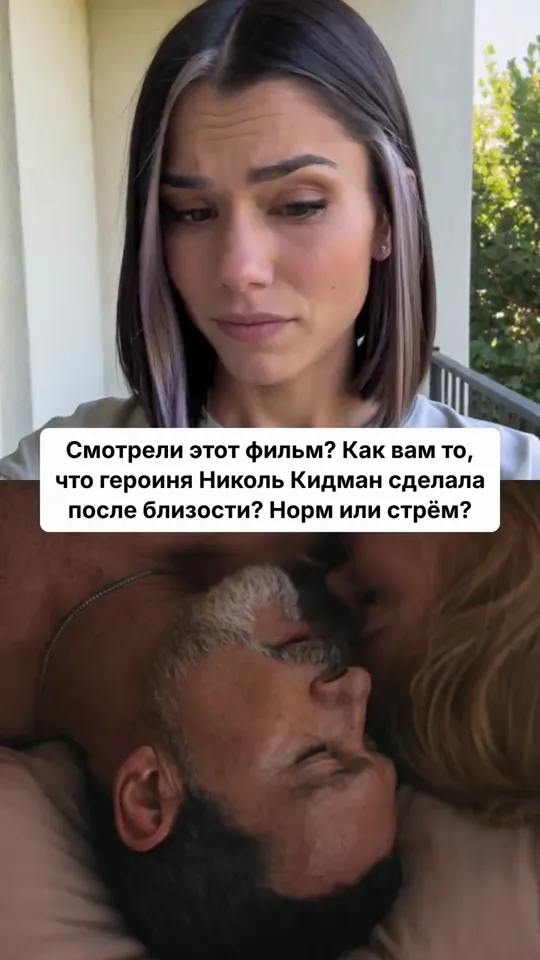 Смотрели этот фильм? Как вам то,
что героиня Николь Кидман сделала
после близости? Норм или стрём?